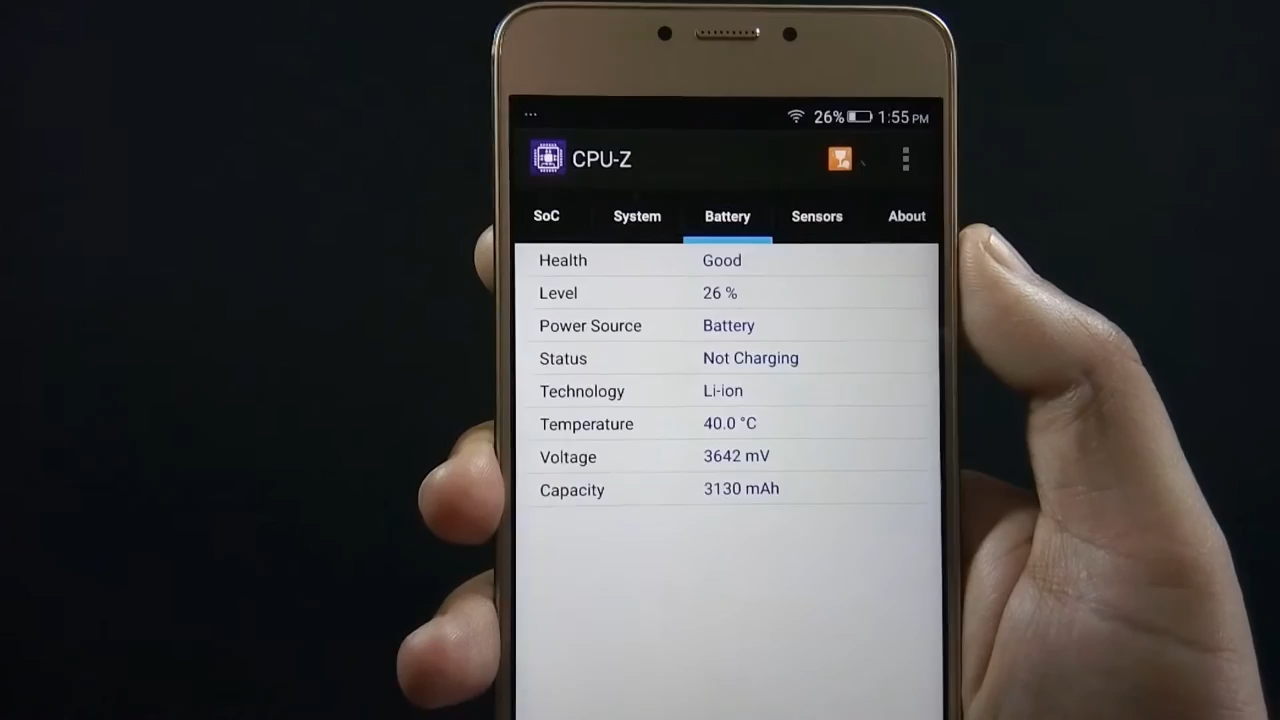 ... 26% 1:55 PM
CPU-Z
SoC System Battery Sensors About
Health Good
Level 26 %
Power Source Battery
Status Not Charging
Technology Li-ion
Temperature 40.0 °C
Voltage 3642 mV
Capacity 3130 mAh